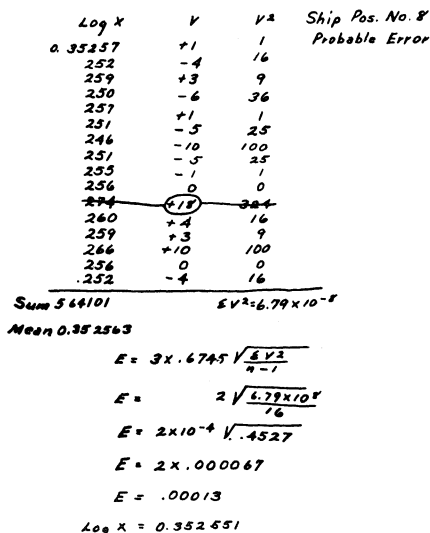 Log X V V² Ship Pos. No. 8
0.35257 +1 1 Probable Error
252 -4 16
259 +3 9
250 -6 36
257 +1 1
251 -5 25
246 -10 100
251 -5 25
255 -1 1
256 0 0
274 +18 324
260 +4 16
259 +3 9
266 +10 100
256 0 0
.252 -4 16
Sum 564101 ΣV²=6.79×10⁻⁸
Mean 0.352563
E = 3×.6745 √ΣV2/n-1
E = 2√6.79×10⁸/16
E = 2×10⁻⁴ √.4527
E = 2×.000067
E = .00013
Log X = 0.352551